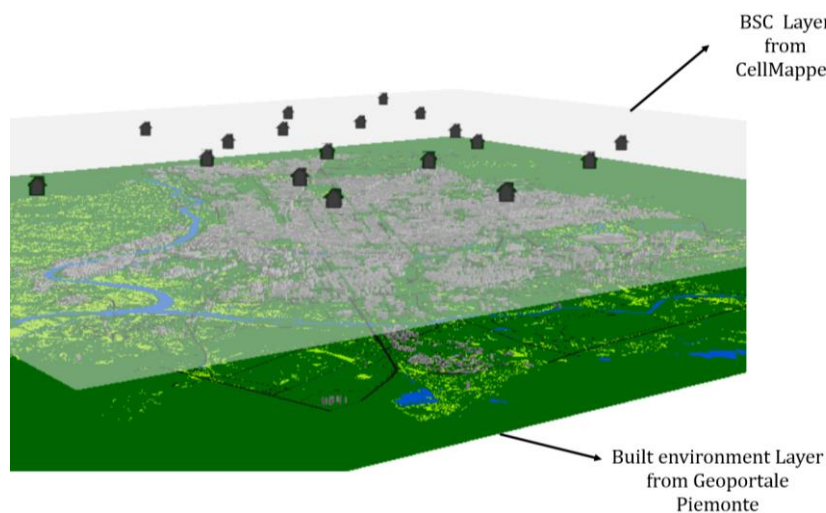 BSC Layer
from
CellMappe
Built environment Layer
from Geoportale
Piemonte